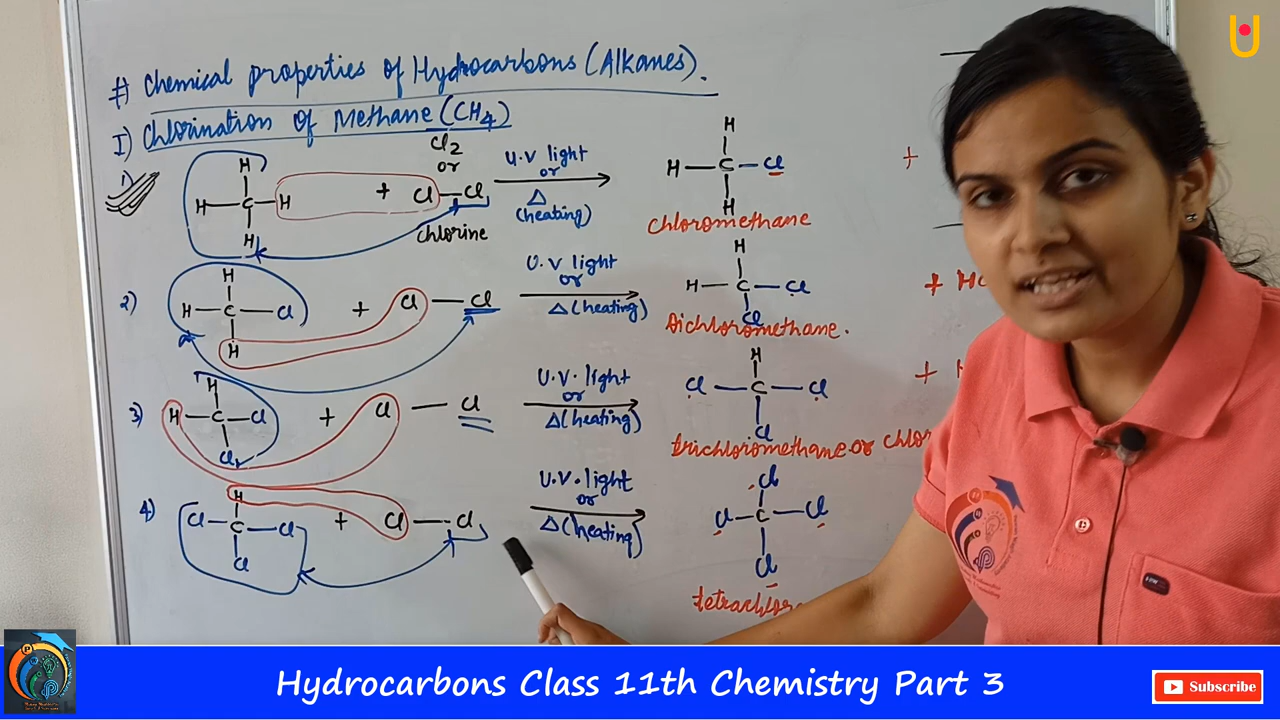 # Chemical properties of Hydrocarbons (Alkanes).
I) Chlorination of Methane (CH4)
Cl2
or
1)
H
H — C — H + Cl — Cl
H
Chlorine
U.V light
or
Δ
(heating)
H
H — C — Cl
H
+
chloromethane
2)
H
H — C — Cl + Cl — Cl
H
U.V light
or
Δ (heating)
H
H — C — Cl
Cl
+
Dichloromethane.
3)
H
H — C — Cl + Cl — Cl
Cl
U.V. light
or
Δ (heating)
H
Cl — C — Cl
Cl
+ H
trichloromethane or
4)
H
Cl — C — Cl + Cl — Cl
Cl
U.V. light
or
Δ (heating)
Cl
Cl — C — Cl
Cl
Hydrocarbons Class 11th Chemistry Part 3
Subscribe